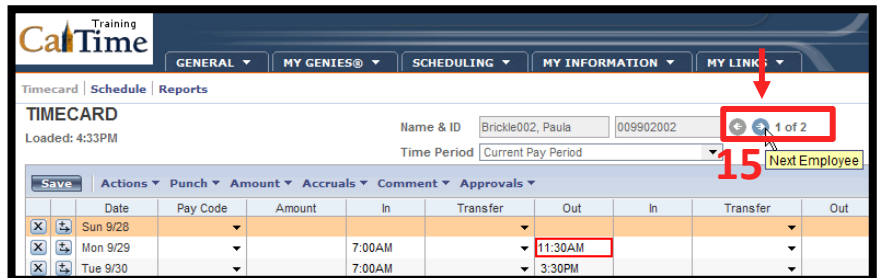 Training
CalTime
GENERAL MY GENIES® SCHEDULING MY INFORMATION MY LINKS
Timecard | Schedule | Reports
TIMECARD
Loaded: 4:33PM
Name & ID Brickle002, Paula 009902002 1 of 2
Time Period Current Pay Period
15 Next Employee
Save Actions Punch Amount Accruals Comment Approvals
Date Pay Code Amount In Transfer Out In Transfer Out
Sun 9/28
Mon 9/29 7:00AM 11:30AM
Tue 9/30 7:00AM 3:30PM